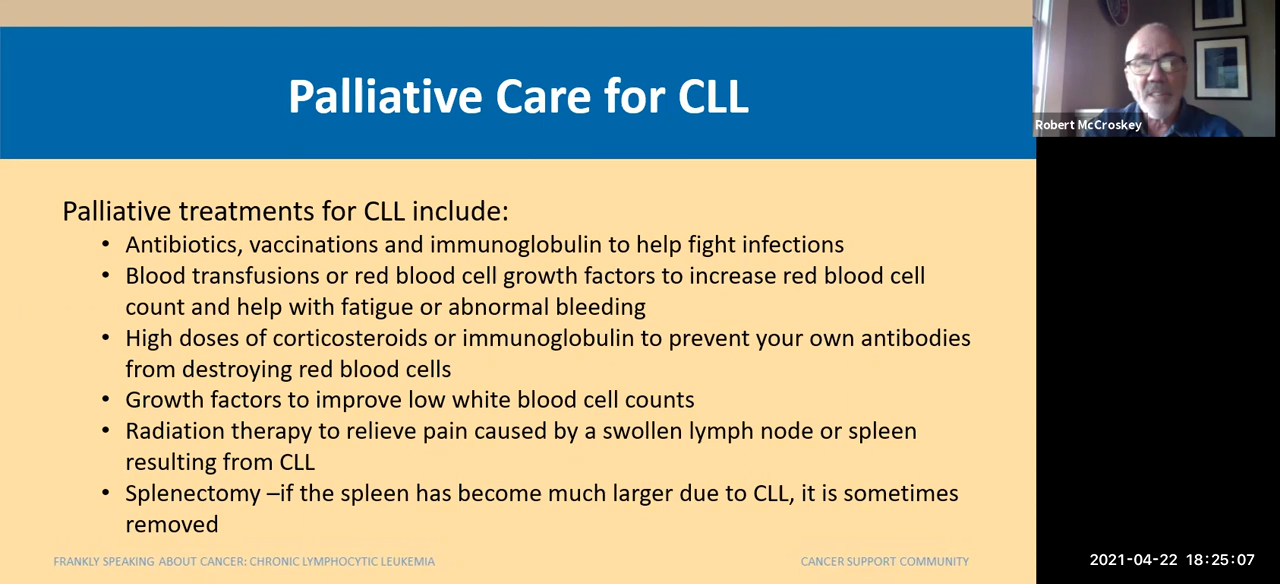 Palliative Care for CLL
Robert McCroskey
Palliative treatments for CLL include:
• Antibiotics, vaccinations and immunoglobulin to help fight infections
• Blood transfusions or red blood cell growth factors to increase red blood cell
count and help with fatigue or abnormal bleeding
• High doses of corticosteroids or immunoglobulin to prevent your own antibodies
from destroying red blood cells
• Growth factors to improve low white blood cell counts
• Radiation therapy to relieve pain caused by a swollen lymph node or spleen
resulting from CLL
• Splenectomy –if the spleen has become much larger due to CLL, it is sometimes
removed
FRANKLY SPEAKING ABOUT CANCER: CHRONIC LYMPHOCYTIC LEUKEMIA
CANCER SUPPORT COMMUNITY
2021-04-22 18:25:07